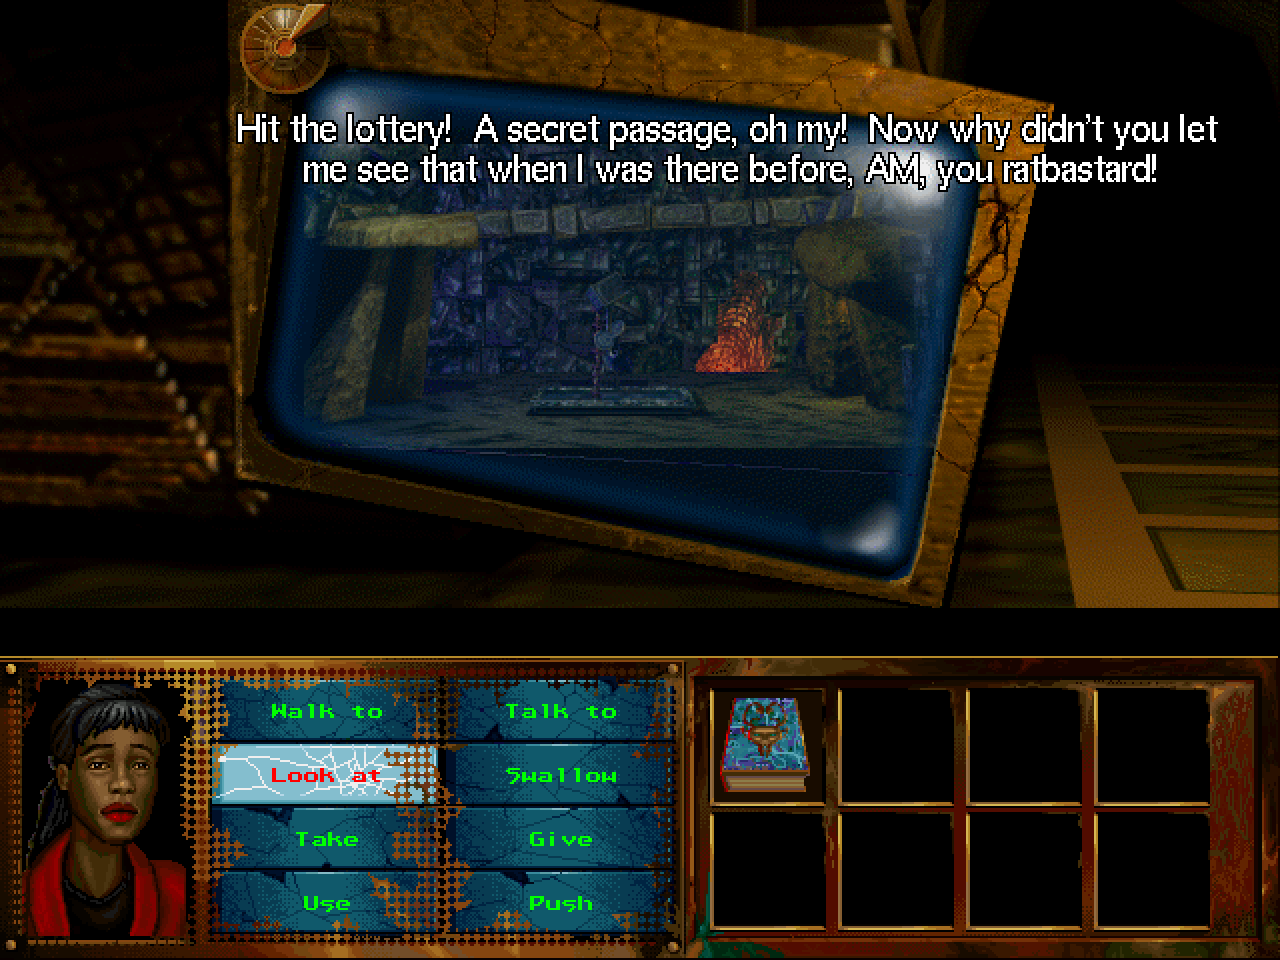 Hit the lottery!  A secret passage, oh my!  Now why didn't you let
me see that when I was there before, AM, you ratbastard!
Walk to
Talk to
Look at
Swallow
Take
Give
Use
Push